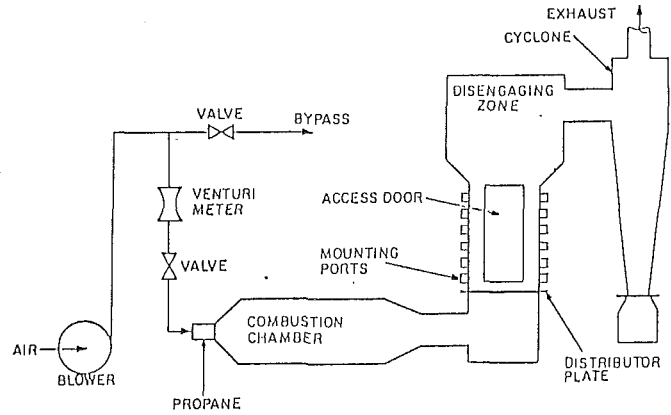 EXHAUST
CYCLONE
DISENGAGING
ZONE
VALVE
BYPASS
VENTURI
METER
ACCESS DOOR
MOUNTING
PORTS
VALVE
COMBUSTION
CHAMBER
AIR
BLOWER
PROPANE
DISTRIBUTOR
PLATE